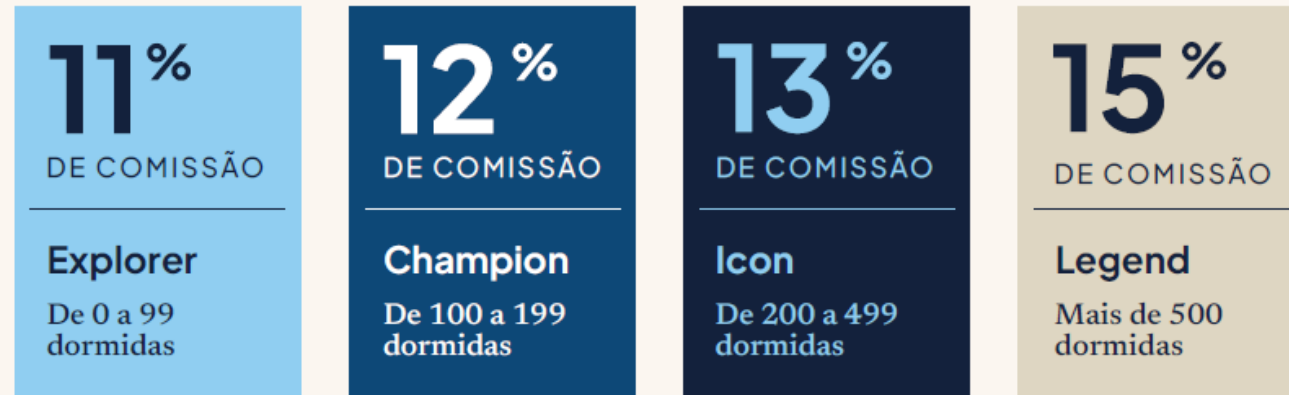 11%
DE COMISSÃO
Explorer
De 0 a 99
dormidas
12%
DE COMISSÃO
Champion
De 100 a 199
dormidas
13%
DE COMISSÃO
Icon
De 200 a 499
dormidas
15%
DE COMISSÃO
Legend
Mais de 500
dormidas